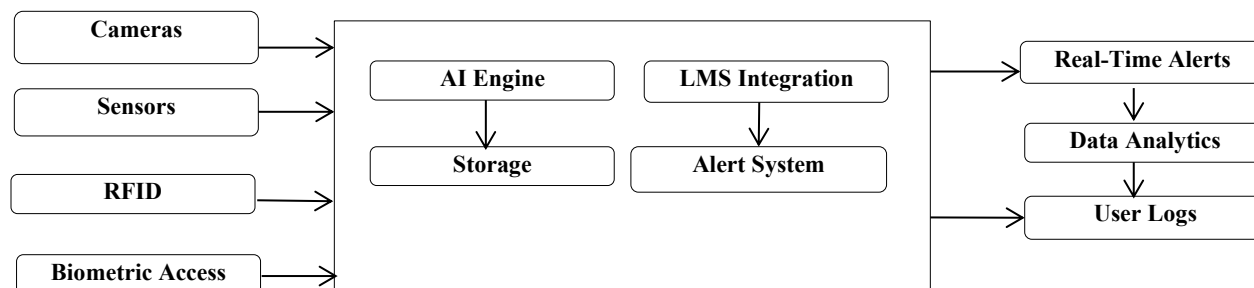 Cameras
Sensors
RFID
Biometric Access
AI Engine
Storage
LMS Integration
Alert System
Real-Time Alerts
Data Analytics
User Logs